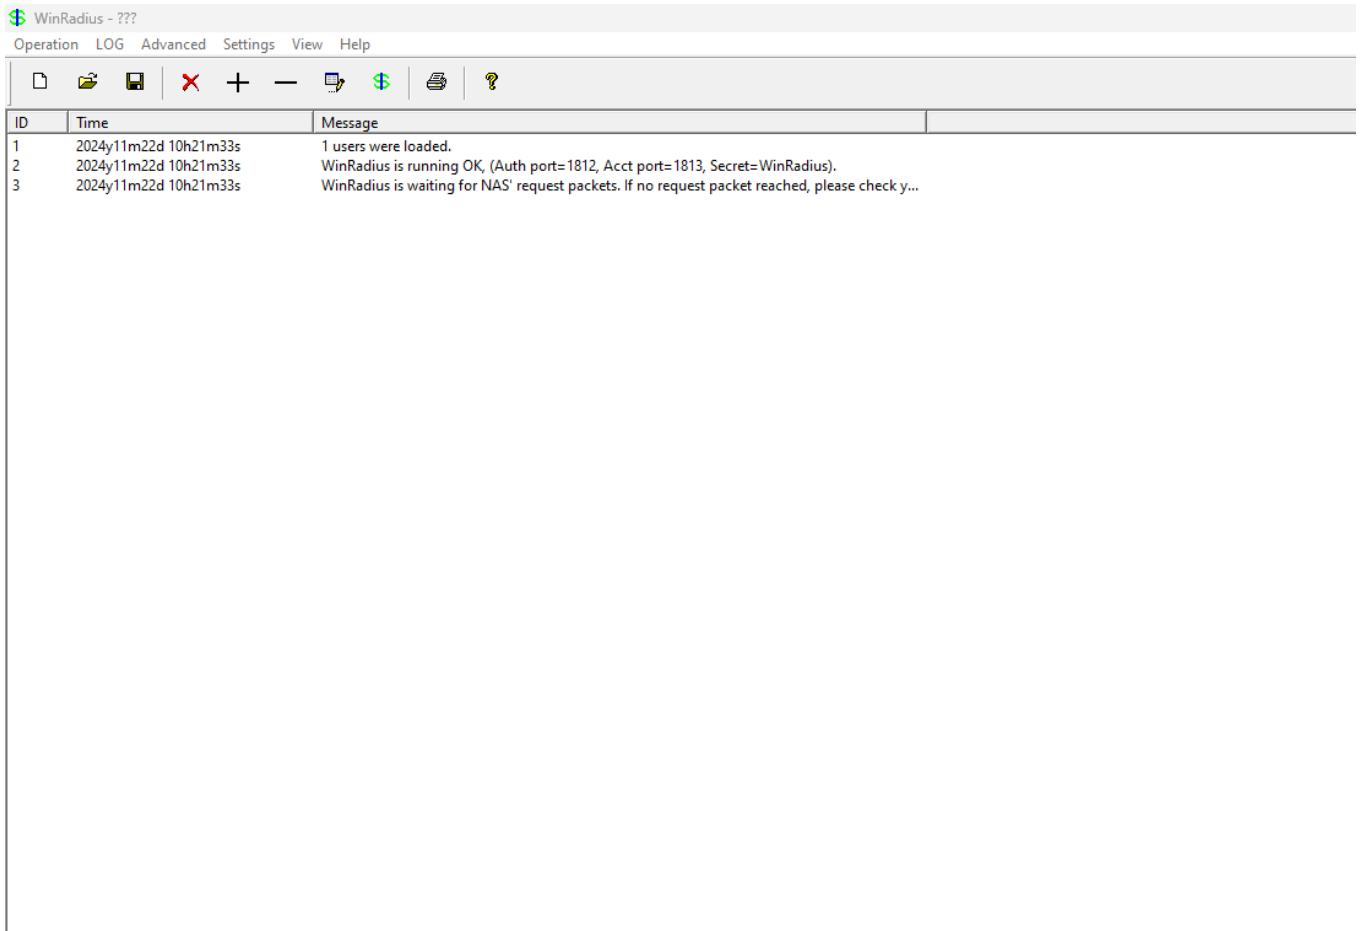 WinRadius - ???
Operation LOG Advanced Settings View Help
ID Time Message
1 2024y11m22d 10h21m33s 1 users were loaded.
2 2024y11m22d 10h21m33s WinRadius is running OK, (Auth port=1812, Acct port=1813, Secret=WinRadius).
3 2024y11m22d 10h21m33s WinRadius is waiting for NAS' request packets. If no request packet reached, please check y...